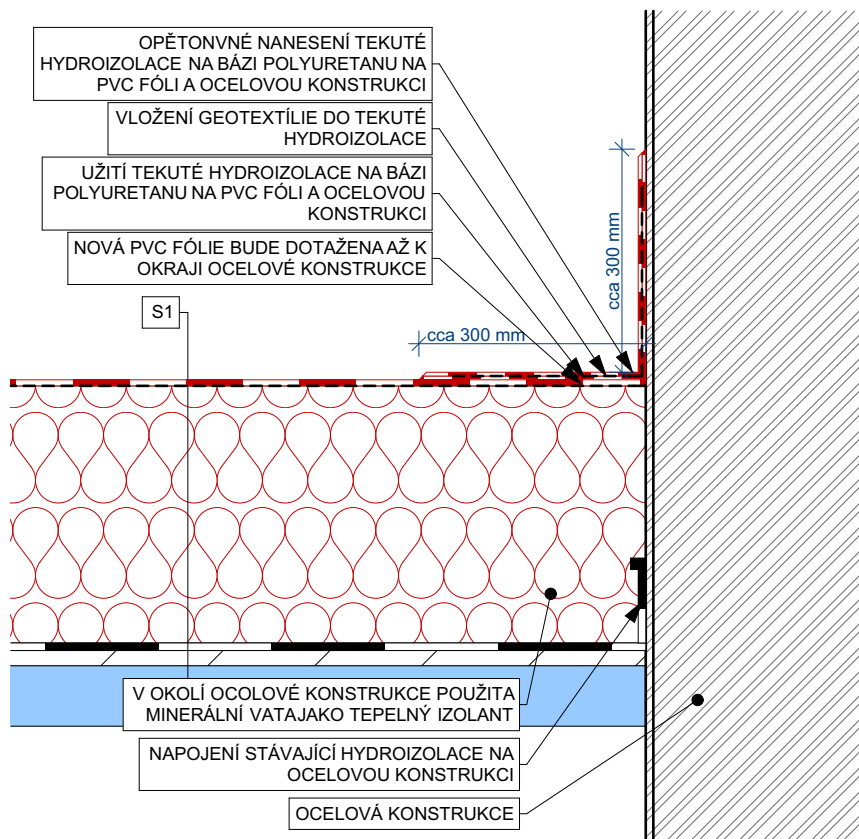 OPĚTONVNÉ NANESENÍ TEKUTÉ
HYDROIZOLACE NA BÁZI POLYURETANU NA
PVC FÓLI A OCELOVOU KONSTRUKCI
VLOŽENÍ GEOTEXTÍLIE DO TEKUTÉ
HYDROIZOLACE
UŽITÍ TEKUTÉ HYDROIZOLACE NA BÁZI
POLYURETANU NA PVC FÓLI A OCELOVOU
KONSTRUKCI
NOVÁ PVC FÓLIE BUDE DOTAŽENA AŽ K
OKRAJI OCELOVÉ KONSTRUKCE
S1
cca 300 mm
cca 300 mm
V OKOLÍ OCOLOVÉ KONSTRUKCE POUŽITA
MINERÁLNÍ VATAJAKO TEPELNÝ IZOLANT
NAPOJENÍ STÁVAJÍCÍ HYDROIZOLACE NA
OCELOVOU KONSTRUKCI
OCELOVÁ KONSTRUKCE